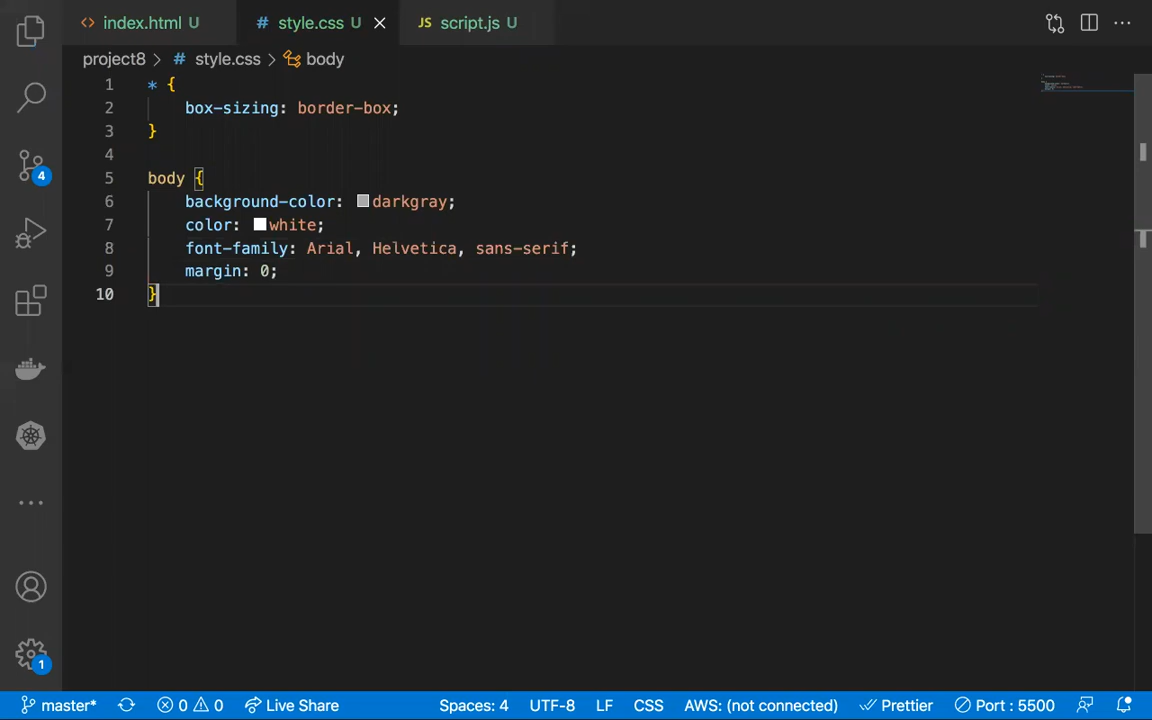 <> index.html U # style.css U × JS script.js U ...
project8 > # style.css > body
1 * {
2 box-sizing: border-box;
3 }
4
5 body {
6 background-color: darkgray;
7 color: white;
8 font-family: Arial, Helvetica, sans-serif;
9 margin: 0;
10 }
4
1
master* 0 0 Live Share Spaces: 4 UTF-8 LF CSS AWS: (not connected) Prettier Port : 5500